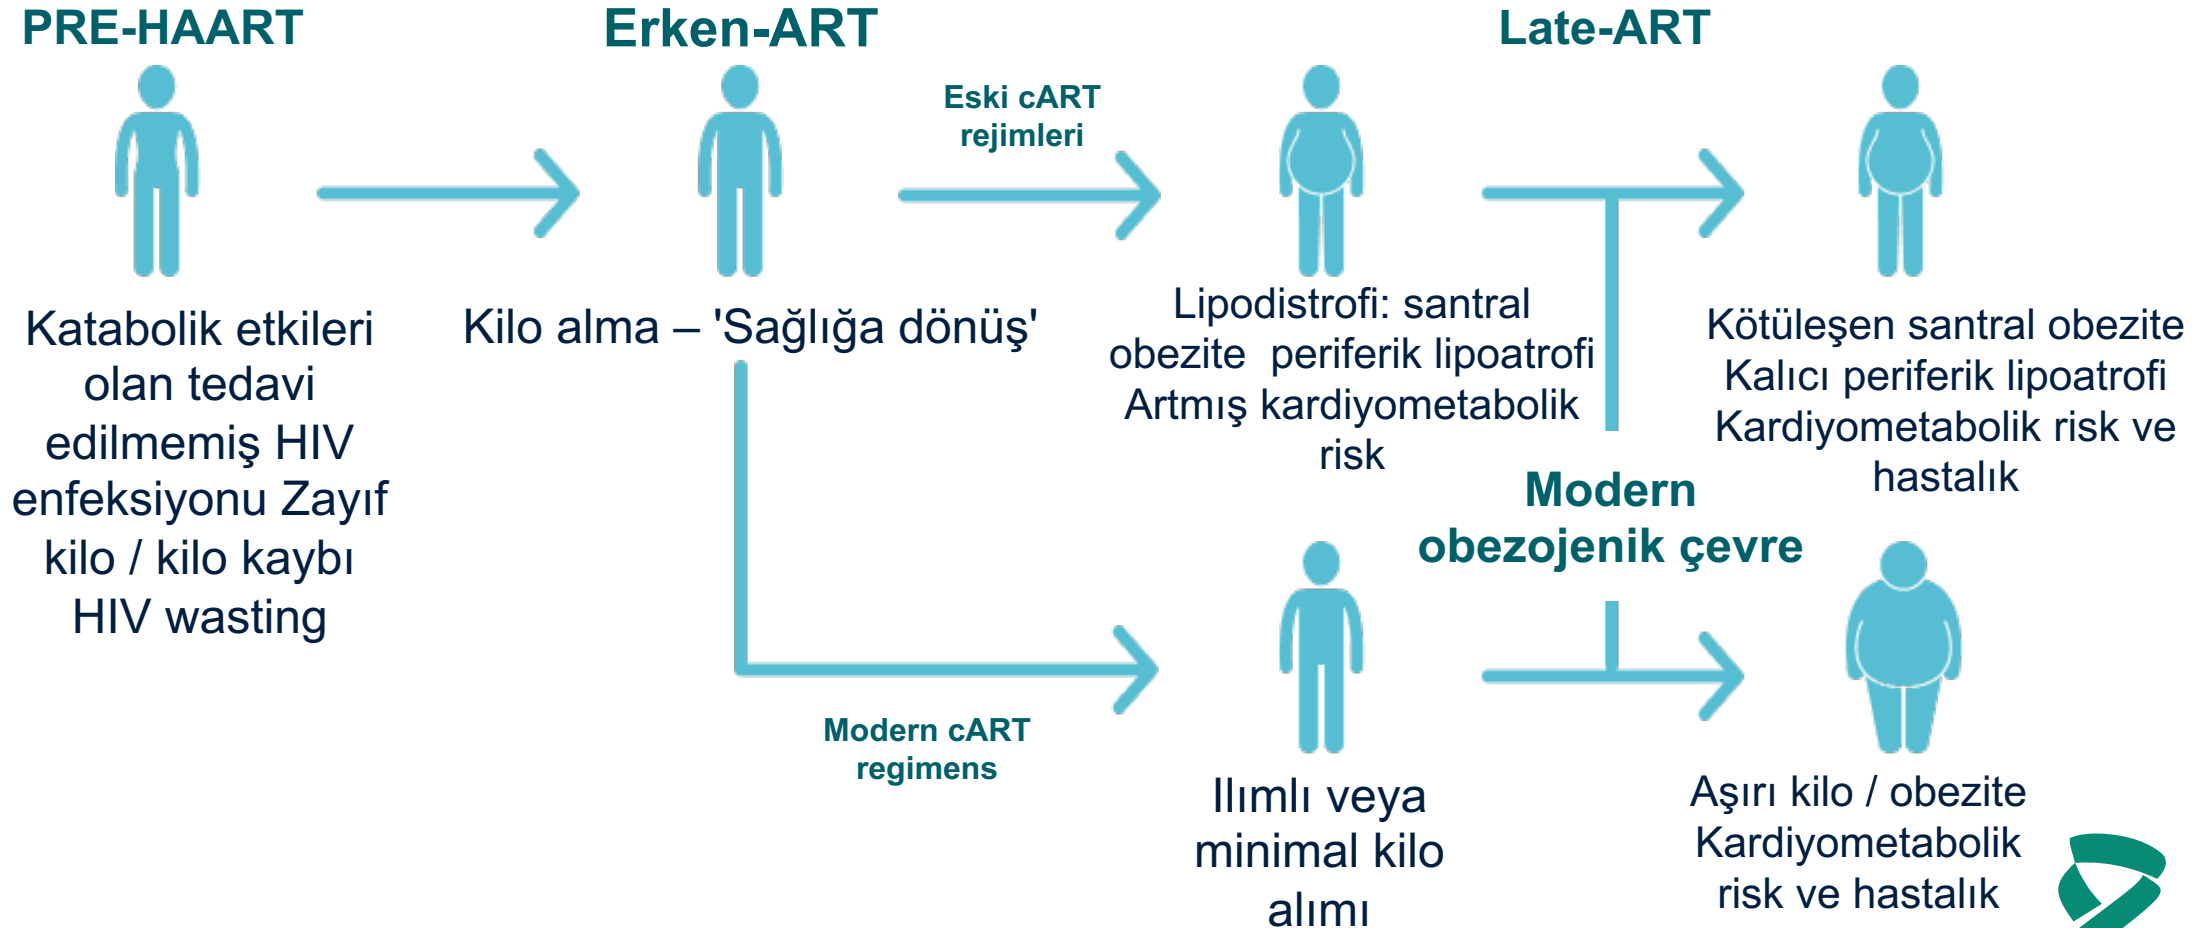 PRE-HAART
Erken-ART
Late-ART
Eski cART
rejimleri
Katabolik etkileri
olan tedavi
edilmemiş HIV
enfeksiyonu Zayıf
kilo / kilo kaybı
HIV wasting
Kilo alma – 'Sağlığa dönüş'
Lipodistrofi: santral
obezite  periferik lipoatrofi
Artmış kardiyometabolik
risk
Kötüleşen santral obezite
Kalıcı periferik lipoatrofi
Kardiyometabolik risk ve
hastalık
Modern
obezojenik çevre
Modern cART
regimens
Ilımlı veya
minimal kilo
alımı
Aşırı kilo / obezite
Kardiyometabolik
risk ve hastalık